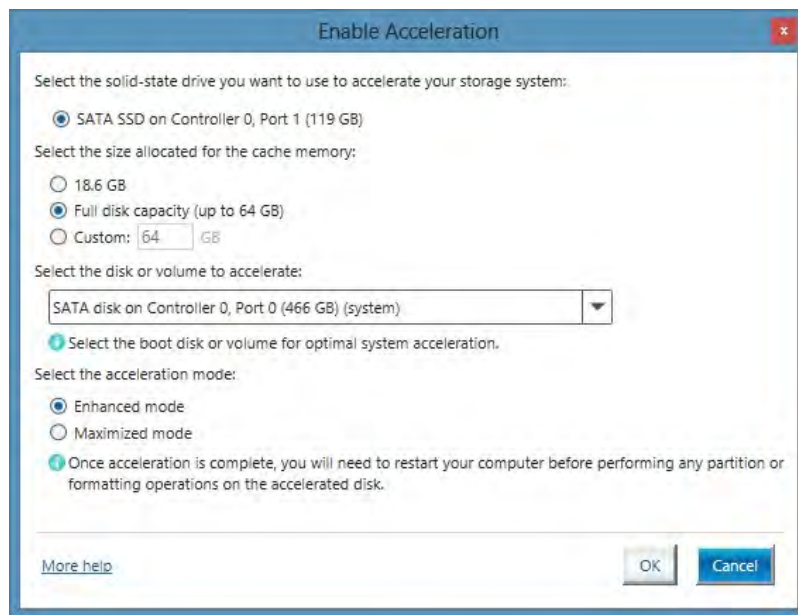 Enable Acceleration
x
Select the solid-state drive you want to use to accelerate your storage system:
SATA SSD on Controller 0, Port 1 (119 GB)
Select the size allocated for the cache memory:
18.6 GB
Full disk capacity (up to 64 GB)
Custom: 64 GB
Select the disk or volume to accelerate:
SATA disk on Controller 0, Port 0 (466 GB) (system)
Select the boot disk or volume for optimal system acceleration.
Select the acceleration mode:
Enhanced mode
Maximized mode
Once acceleration is complete, you will need to restart your computer before performing any partition or
formatting operations on the accelerated disk.
More help OK Cancel